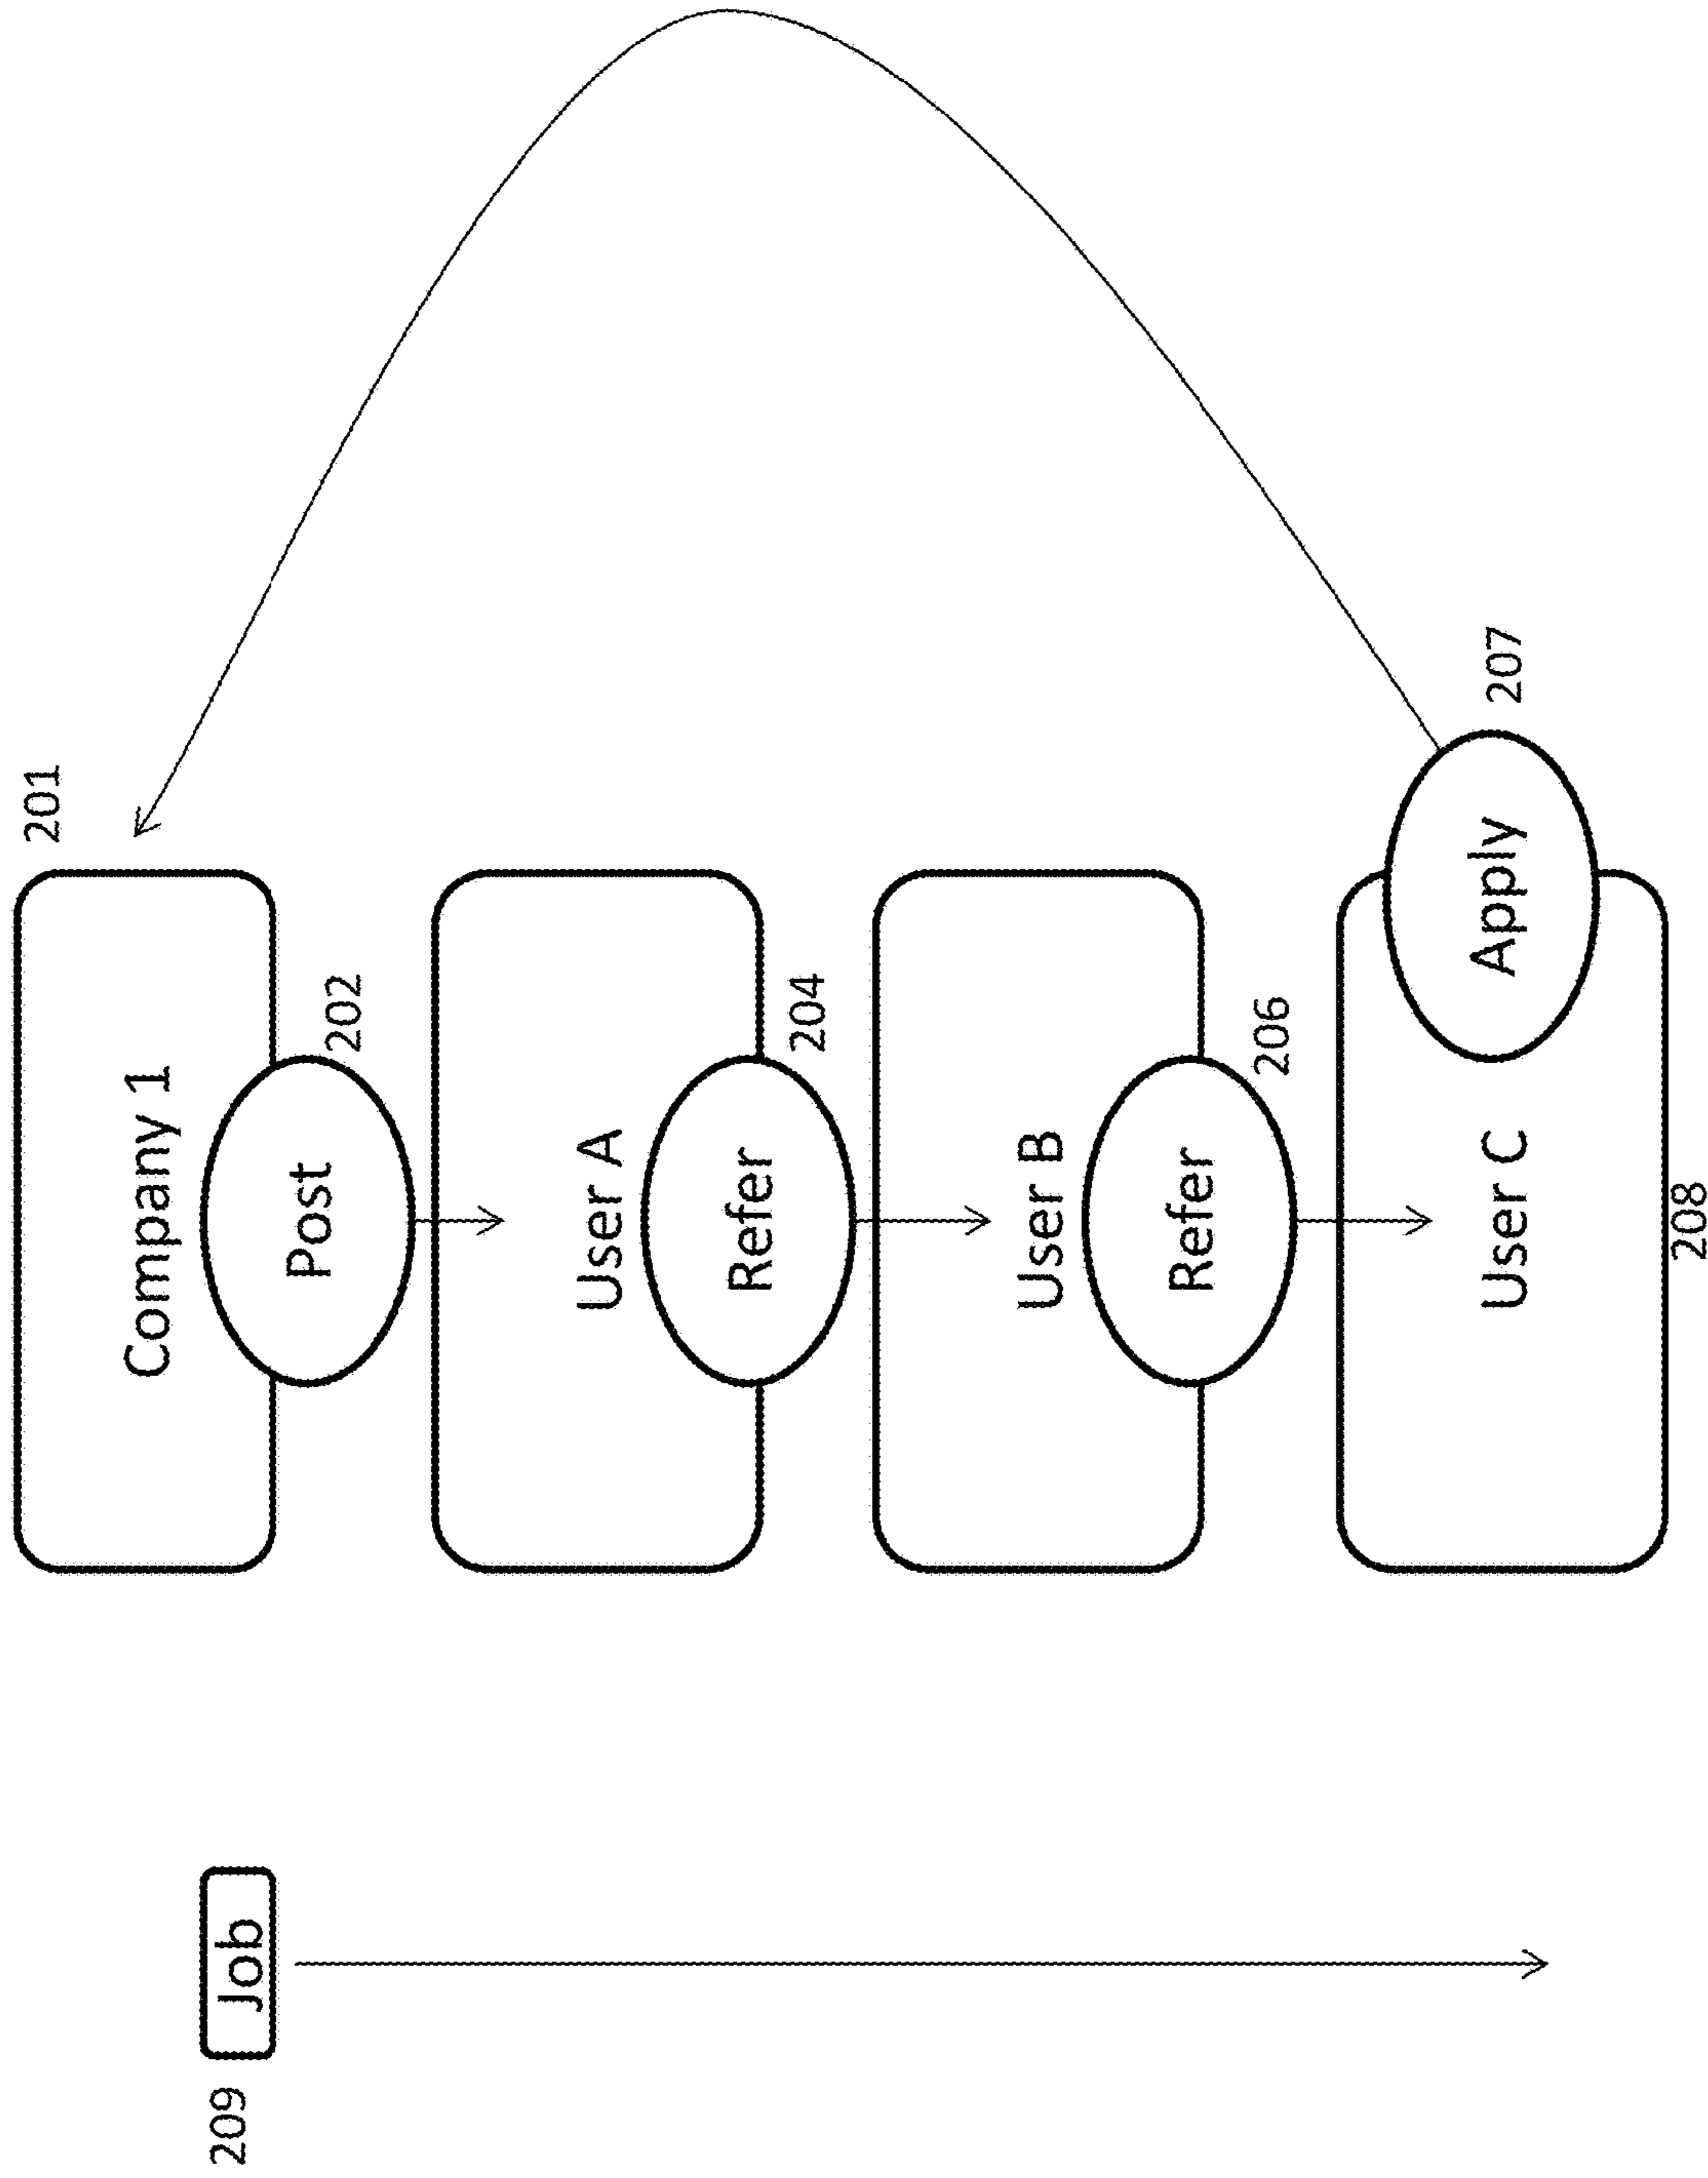 201
Company 1
209
Job
Post
202
User A
Refer
204
User B
Refer
206
User C
Apply
207
208